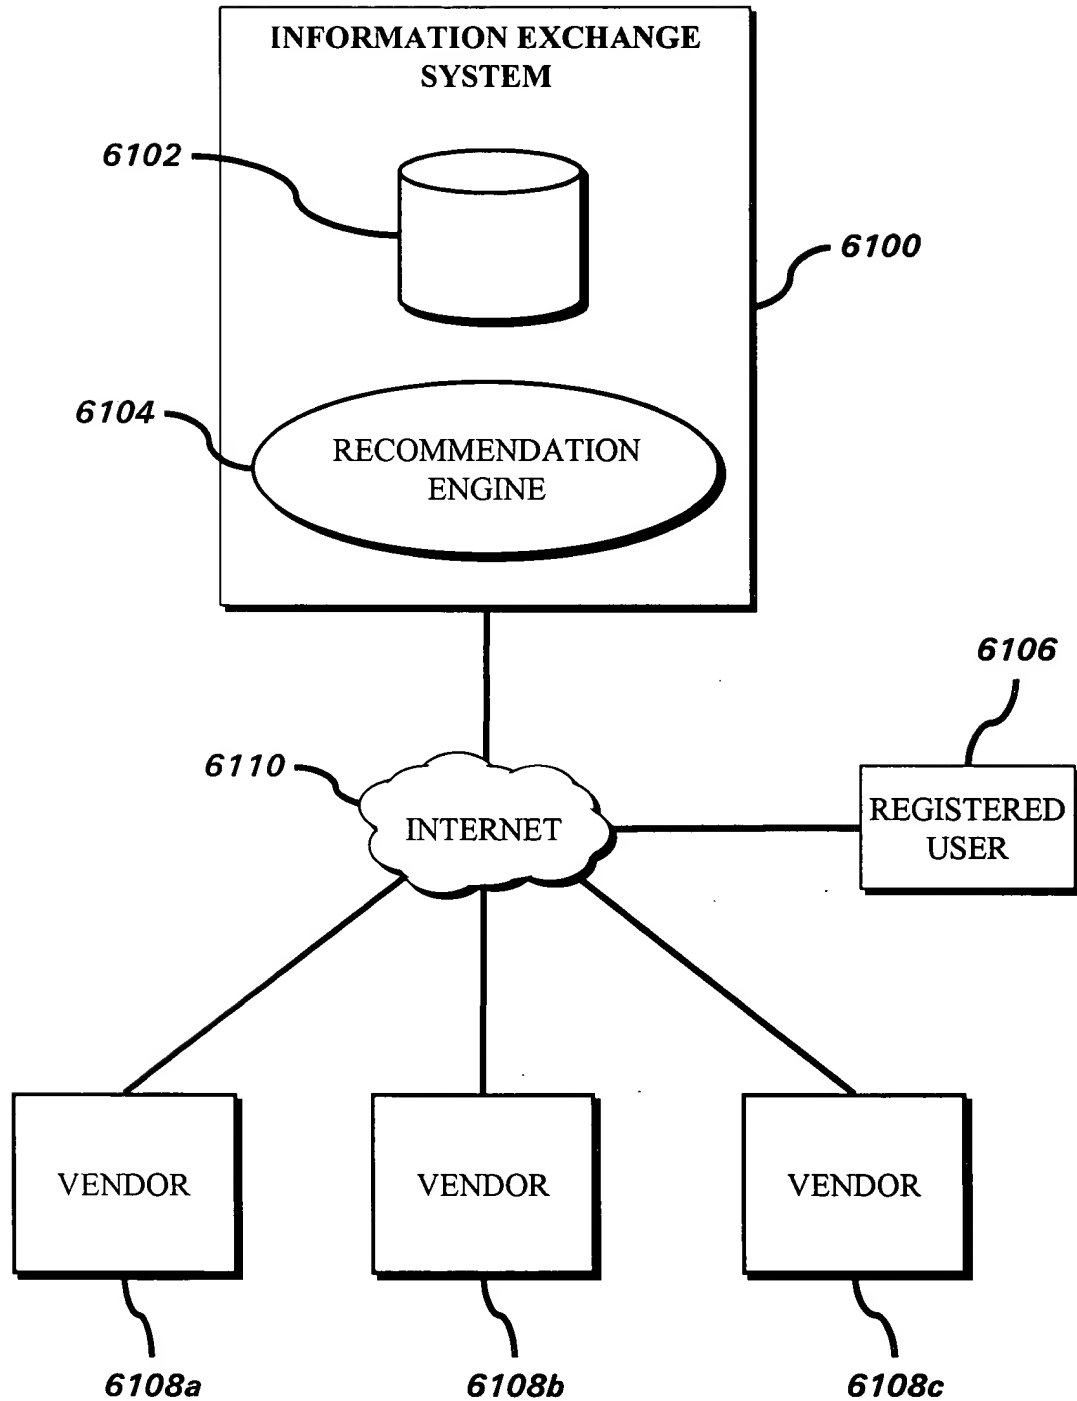 INFORMATION EXCHANGE
SYSTEM
6102
6100
6104
RECOMMENDATION
ENGINE
6106
6110
INTERNET
REGISTERED
USER
VENDOR
VENDOR
VENDOR
6108a
6108b
6108c